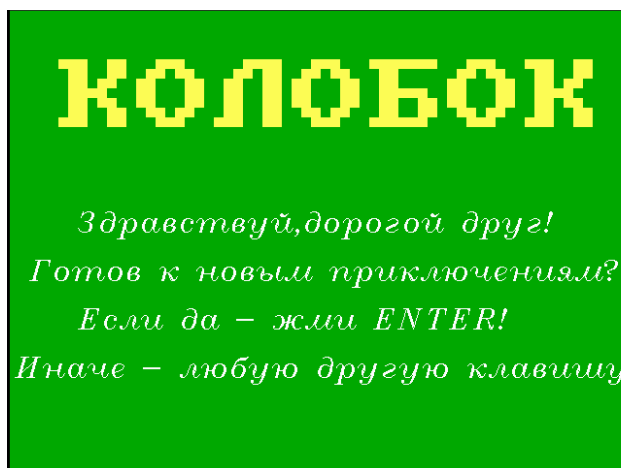 КОЛОБОК
Здравствуй,дорогой друг!
Готов к новым приключениям?
Если да - жми ENTER!
Иначе - любую другую клавишу